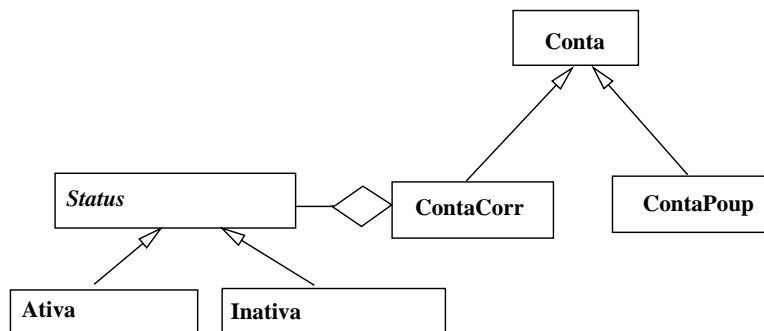 Conta
Status
ContaCorr
ContaPoup
Ativa
Inativa